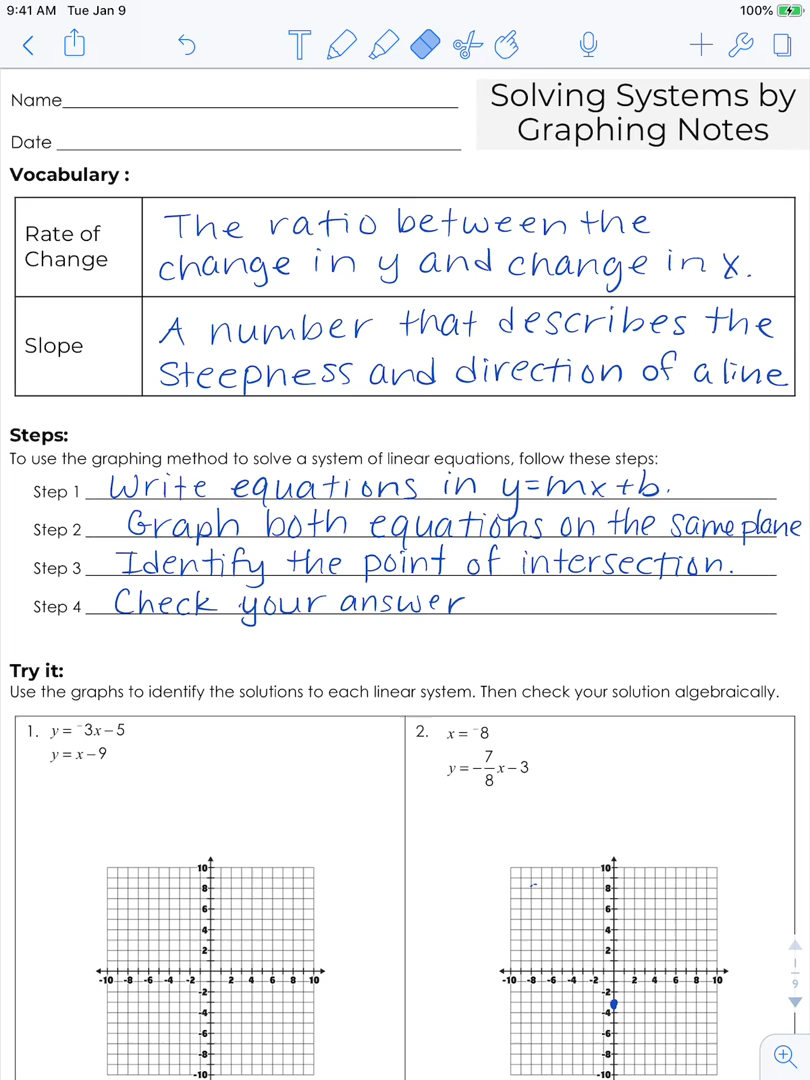 9:41 AM Tue Jan 9 100%
T
Name
Solving Systems by
Graphing Notes
Date
Vocabulary :
Rate of
Change
The ratio between the
change in y and change in x.
Slope
A number that describes the
Steepness and direction of a line
Steps:
To use the graphing method to solve a system of linear equations, follow these steps:
Step 1 Write equations in y=mx+b.
Step 2 Graph both equations on the same plane
Step 3 Identify the point of intersection.
Step 4 Check your answer
Try it:
Use the graphs to identify the solutions to each linear system. Then check your solution algebraically.
1. y = ⁻3x – 5
y = x – 9
2. x = ⁻8
y = –7/8x – 3
10
8
6
4
2
-10 -8 -6 -4 -2 2 4 6 8 10
-2
-4
-6
-8
-10
10
8
6
4
2
-10 -8 -6 -4 -2 2 4 6 8 10
-2
-4
-6
-8
-10
1
9